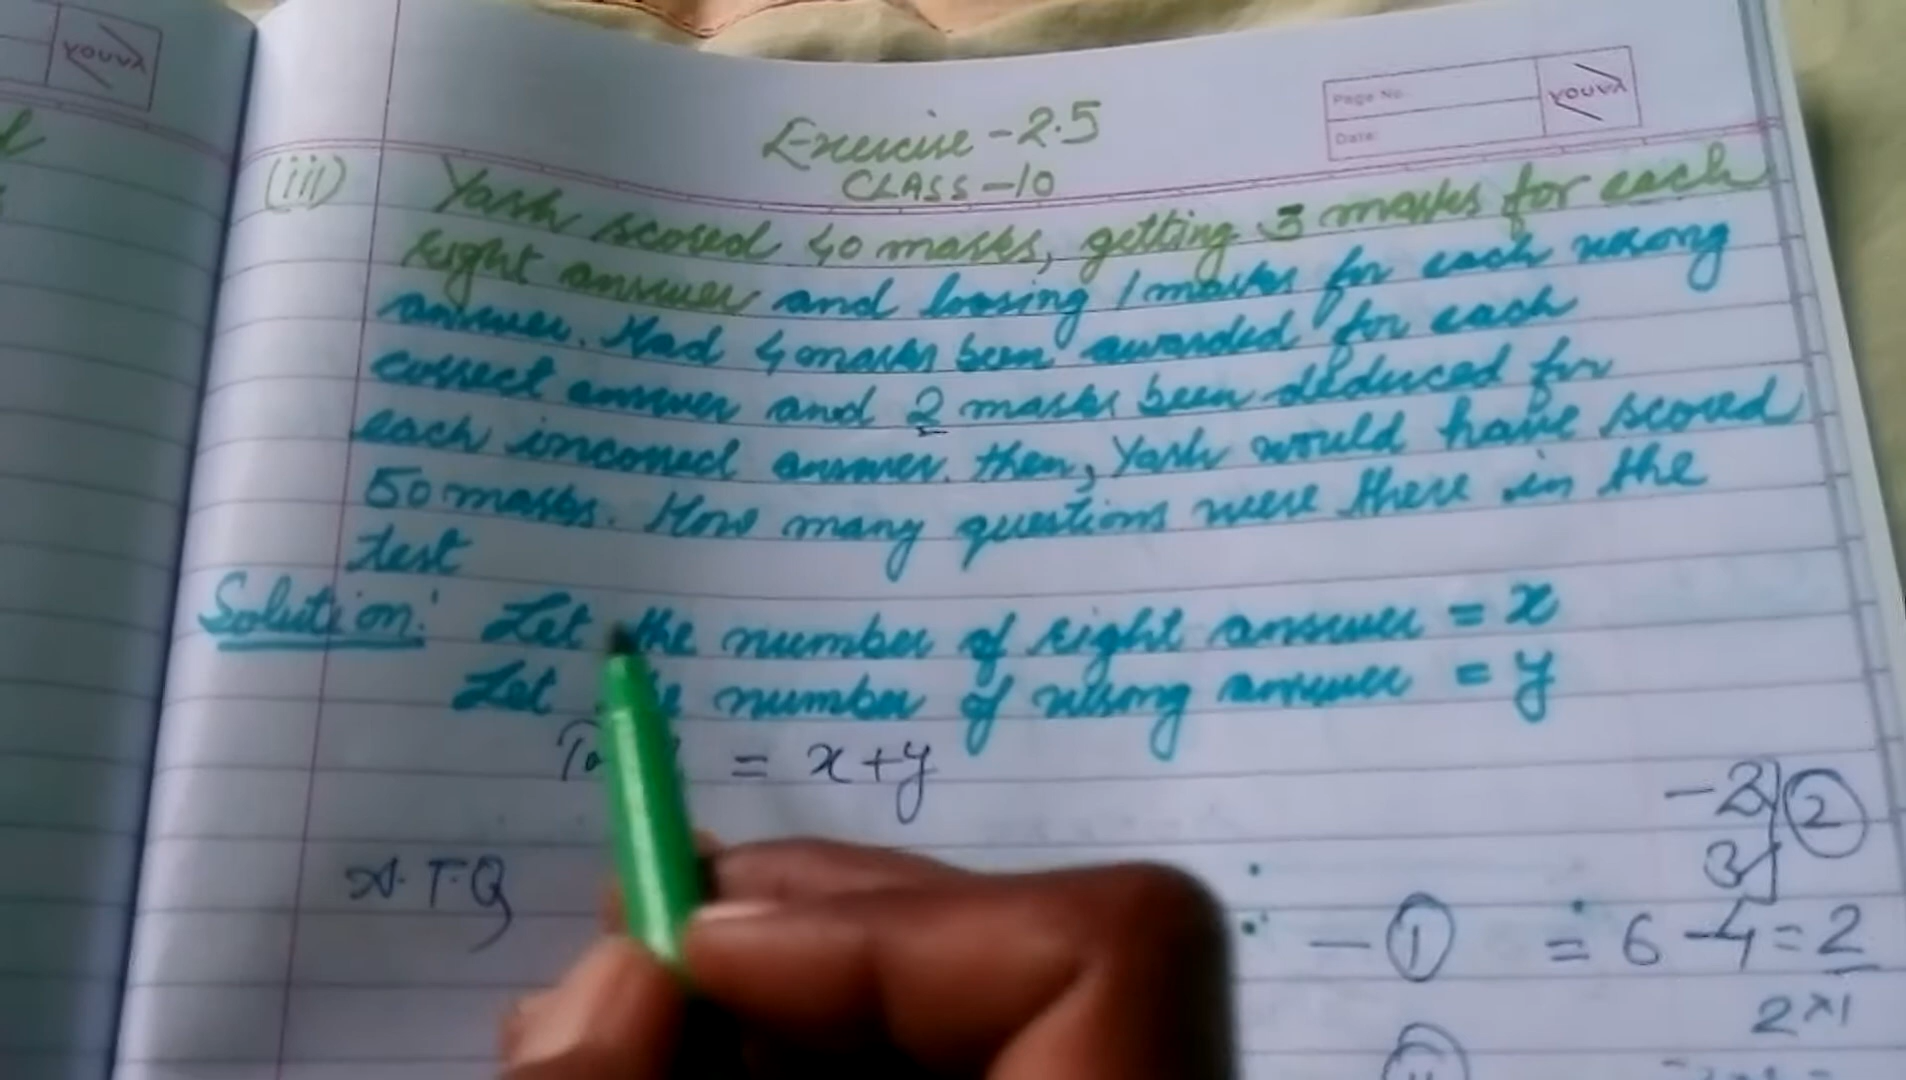 YOUVA
Page No.
Date:
YOUVA
Exercise - 2.5
CLASS - 10
(iii) Yash scored 40 marks, getting 3 marks for each
right answer and loosing 1 marks for each wrong
answer. Had 4 marks been awarded for each
correct answer and 2 marks been deduced for
each incorrect answer. then, Yash would have scored
50 marks. How many questions were there in the
test
Solution: Let the number of right answer = x
Let number of wrong answer = y
= x+y
A.T.Q
2
3
- 1 = 6 - 4 = 2
2×1